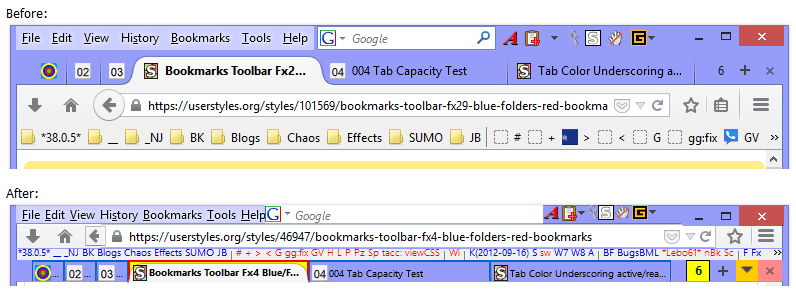 Before:
File Edit View History Bookmarks Tools Help G Google A G
02 03 S Bookmarks Toolbar Fx2... 04 004 Tab Capacity Test S Tab Color Underscoring a... 6 + ×
https://userstyles.org/styles/101569/bookmarks-toolbar-fx29-blue-folders-red-bookma
*38.0.5* __ _NJ BK Blogs Chaos Effects SUMO JB # + > < G gg:fix GV »
After:
File Edit View History Bookmarks Tools Help G Google A G
https://userstyles.org/styles/46947/bookmarks-toolbar-fx4-blue-folders-red-bookmarks
*38.0.5* __ _NJ BK Blogs Chaos Effects SUMO JB | # + > < G gg:fix GV H L P Pz Sp tacc: viewCSS | Wi | K(2012-09-16) S sw W7 W8 A | BF BugsBML *Lebo61* nBk Sc | F Fx »
... 02 ... 03 ... S Bookmarks Toolbar Fx4 Blue/F... 04 004 Tab Capacity Test S Tab Color Underscoring active/rea... 6 + ×